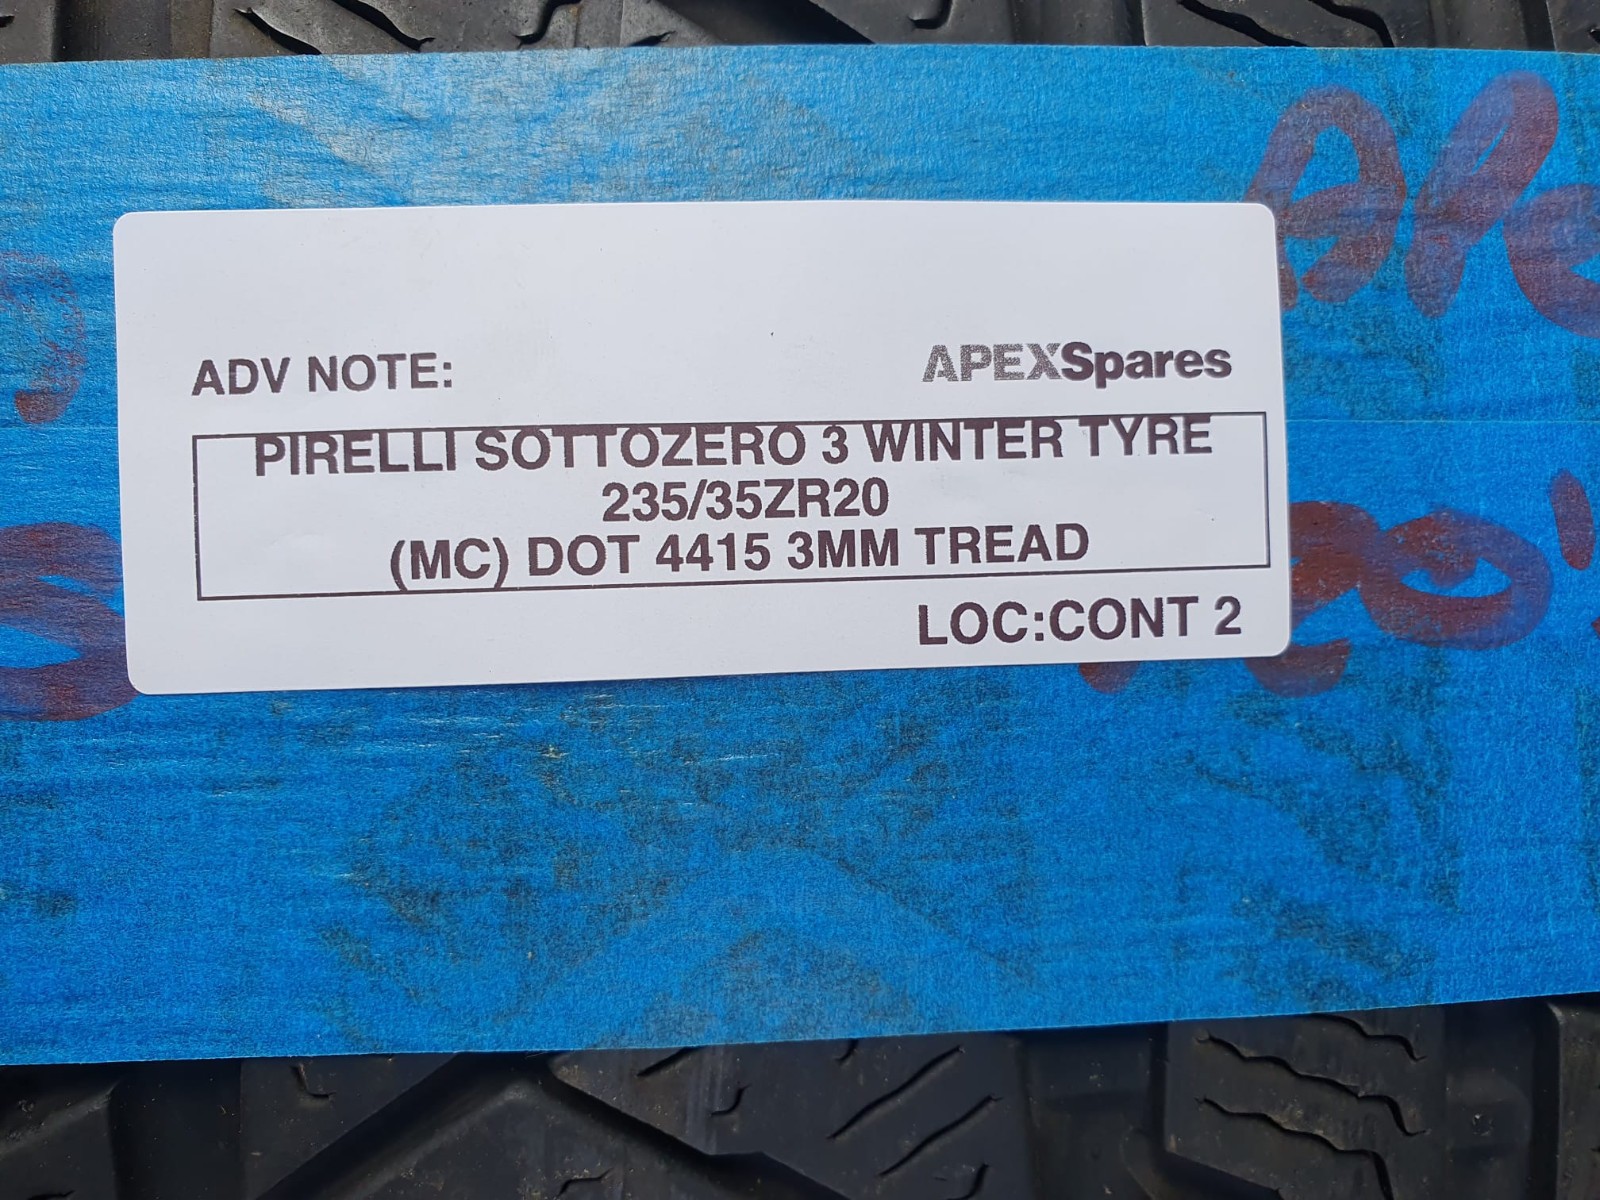 ADV NOTE:
APEXSpares
PIRELLI SOTTOZERO 3 WINTER TYRE
235/35ZR20
(MC) DOT 4415 3MM TREAD
LOC:CONT 2